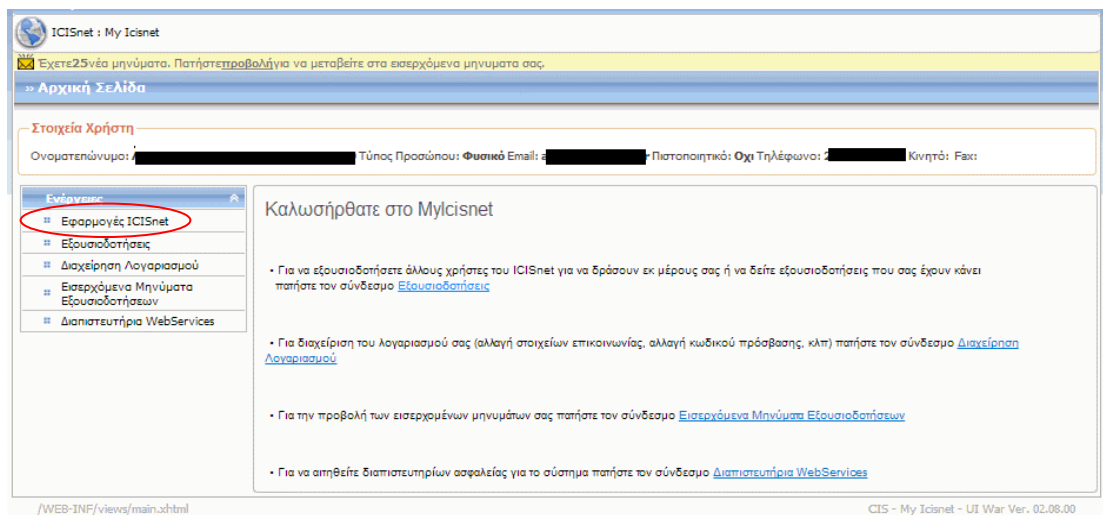 ICISnet : My Icisnet
Έχετε25νέα μηνύματα. Πατήστεπροβολήγια να μεταβείτε στα εισερχόμενα μηνυματα σας.
» Αρχική Σελίδα
Στοιχεία Χρήστη
Ονοματεπώνυμο: Τύπος Προσώπου: Φυσικό Email: a Πιστοποιητικό: Οχι Τηλέφωνο: 2 Κινητό: Fax:
Ενέργειες
Εφαρμογές ICISnet
Εξουσιοδοτήσεις
Διαχείρηση Λογαριασμού
Εισερχόμενα Μηνύματα
Εξουσιοδοτήσεων
Διαπιστευτήρια WebServices
Καλωσήρθατε στο MyIcisnet
• Για να εξουσιοδοτήσετε άλλους χρήστες του ICISnet για να δράσουν εκ μέρους σας ή να δείτε εξουσιοδοτήσεις που σας έχουν κάνει
πατήστε τον σύνδεσμο Εξουσιοδοτήσεις
• Για διαχείριση του λογαριασμού σας (αλλαγή στοιχείων επικοινωνίας, αλλαγή κωδικού πρόσβασης, κλπ) πατήστε τον σύνδεσμο Διαχείρηση
Λογαριασμού
• Για την προβολή των εισερχομένων μηνυμάτων σας πατήστε τον σύνδεσμο Εισερχόμενα Μηνύματα Εξουσιοδοτήσεων
• Για να αιτηθείτε διαπιστευτηρίων ασφαλείας για το σύστημα πατήστε τον σύνδεσμο Διαπιστευτήρια WebServices
/WEB-INF/views/main.xhtml
CIS - My Icisnet - UI War Ver. 02.08.00